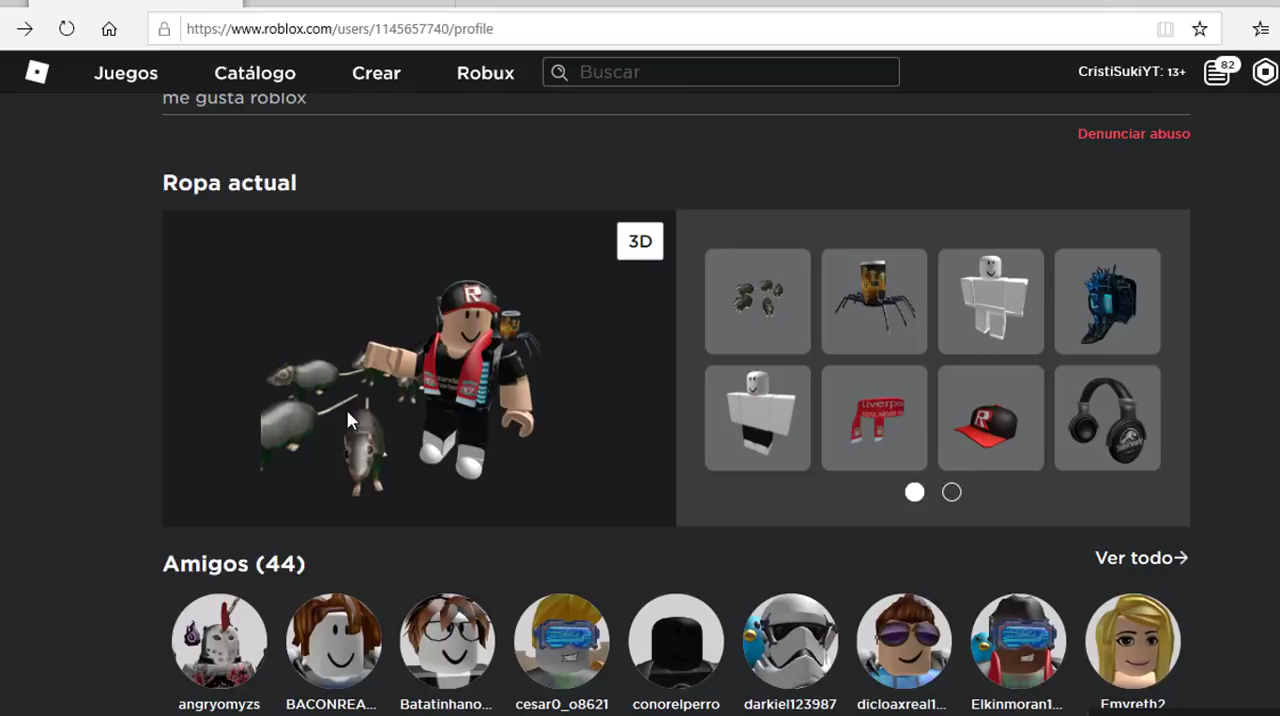 https://www.roblox.com/users/1145657740/profile
Juegos
Catálogo
Crear
Robux
Buscar
CristiSukiYT: 13+
82
me gusta roblox
Denunciar abuso
Ropa actual
3D
R
R
Liverpool
Amigos (44)
Ver todo→
angryomyzs
BACONREA...
Batatinhano...
cesar0_o8621
conorelperro
darkiel123987
dicloaxreal1...
Elkinmoran1...
Emyreth2